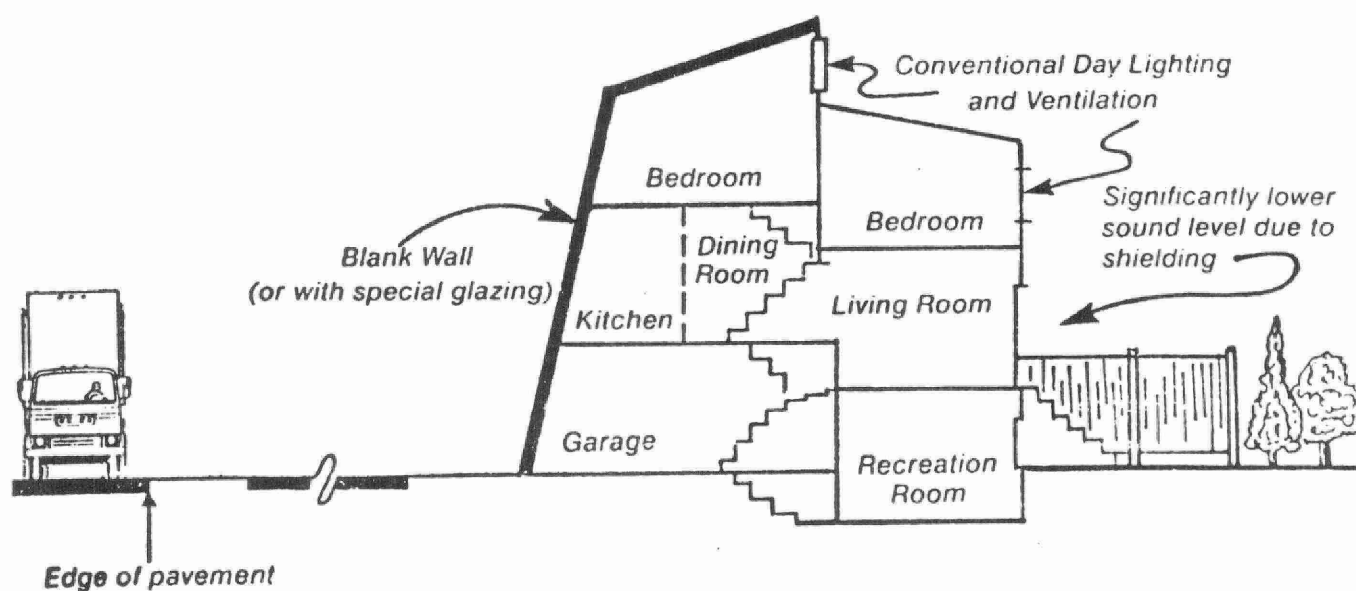 Conventional Day Lighting
and Ventilation
Bedroom
Significantly lower
sound level due to
shielding
Bedroom
Blank Wall
(or with special glazing)
Dining
Room
Living Room
Kitchen
Garage
Recreation
Room
Edge of pavement